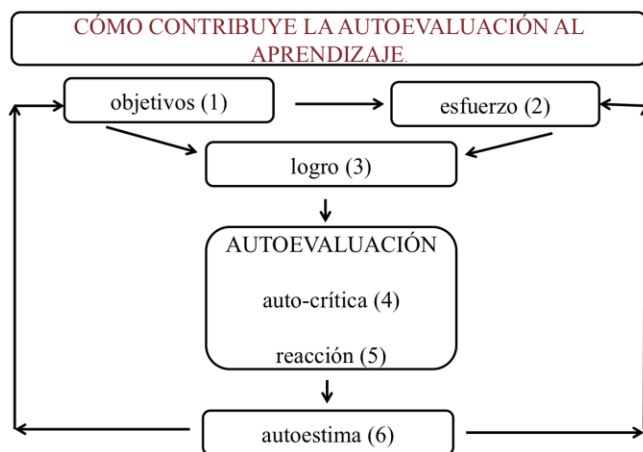 CÓMO CONTRIBUYE LA AUTOEVALUACIÓN AL
APRENDIZAJE.
objetivos (1)
esfuerzo (2)
logro (3)
AUTOEVALUACIÓN
auto-crítica (4)
reacción (5)
autoestima (6)